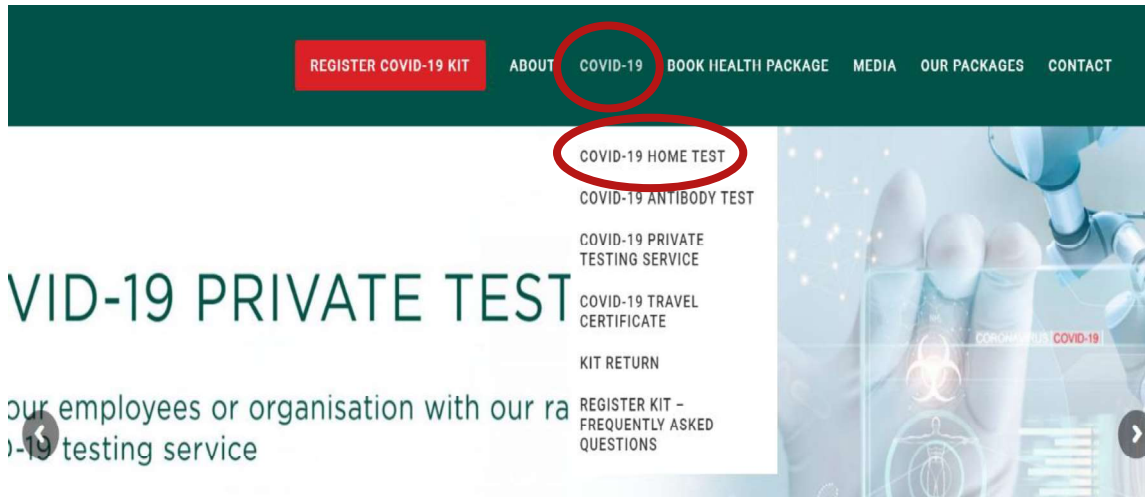 REGISTER COVID-19 KIT ABOUT COVID-19 BOOK HEALTH PACKAGE MEDIA OUR PACKAGES CONTACT
COVID-19 HOME TEST
COVID-19 ANTIBODY TEST
COVID-19 PRIVATE
TESTING SERVICE
COVID-19 TRAVEL
CERTIFICATE
KIT RETURN
REGISTER KIT –
FREQUENTLY ASKED
QUESTIONS
VID-19 PRIVATE TEST
our employees or organisation with our ra
-19 testing service
CORONAVIRUS COVID-19